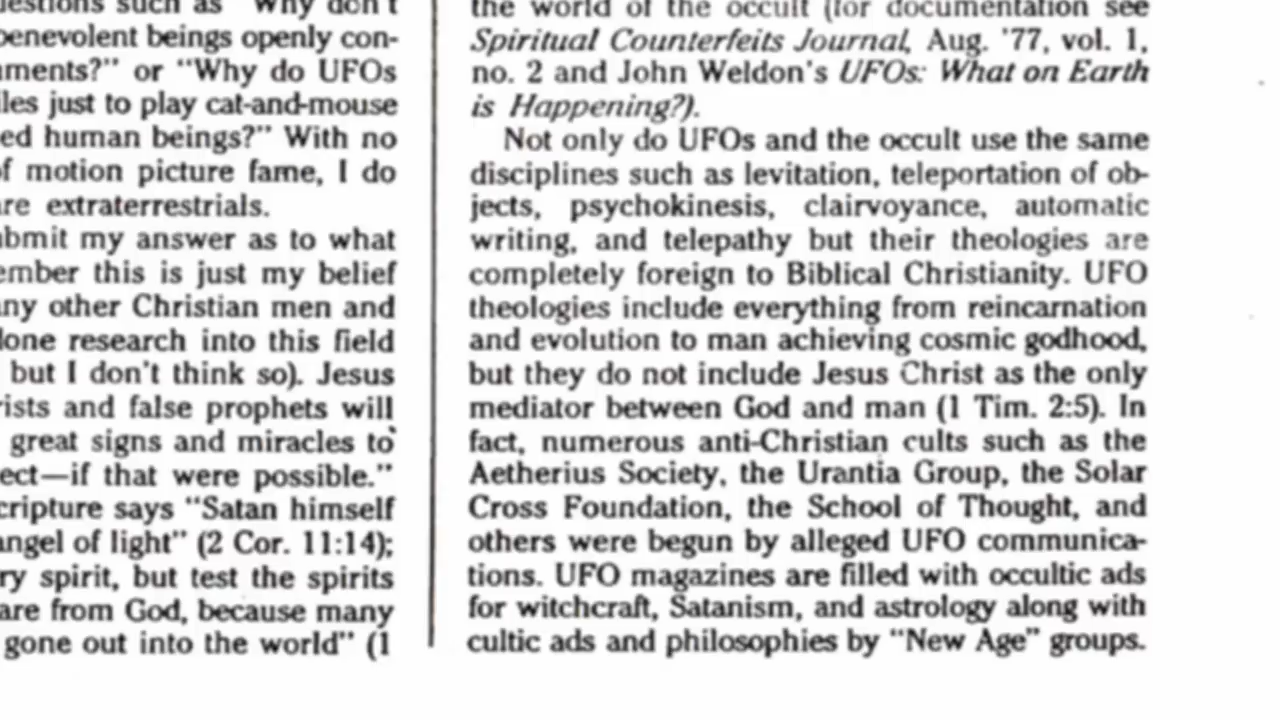 uestions such as "Why don't
benevolent beings openly con-
ments?" or "Why do UFOs
les just to play cat-and-mouse
ed human beings?" With no
of motion picture fame, I do
are extraterrestrials.
ubmit my answer as to what
ember this is just my belief
any other Christian men and
done research into this field
but I don't think so). Jesus
rists and false prophets will
great signs and miracles to
ect—if that were possible."
cripture says "Satan himself
angel of light" (2 Cor. 11:14);
ry spirit, but test the spirits
are from God, because many
gone out into the world" (1
the world of the occult (for documentation see
Spiritual Counterfeits Journal, Aug. '77, vol. 1,
no. 2 and John Weldon's UFOs: What on Earth
is Happening?).
Not only do UFOs and the occult use the same
disciplines such as levitation, teleportation of ob-
jects, psychokinesis, clairvoyance, automatic
writing, and telepathy but their theologies are
completely foreign to Biblical Christianity. UFO
theologies include everything from reincarnation
and evolution to man achieving cosmic godhood,
but they do not include Jesus Christ as the only
mediator between God and man (1 Tim. 2:5). In
fact, numerous anti-Christian cults such as the
Aetherius Society, the Urantia Group, the Solar
Cross Foundation, the School of Thought, and
others were begun by alleged UFO communica-
tions. UFO magazines are filled with occultic ads
for witchcraft, Satanism, and astrology along with
cultic ads and philosophies by "New Age" groups.